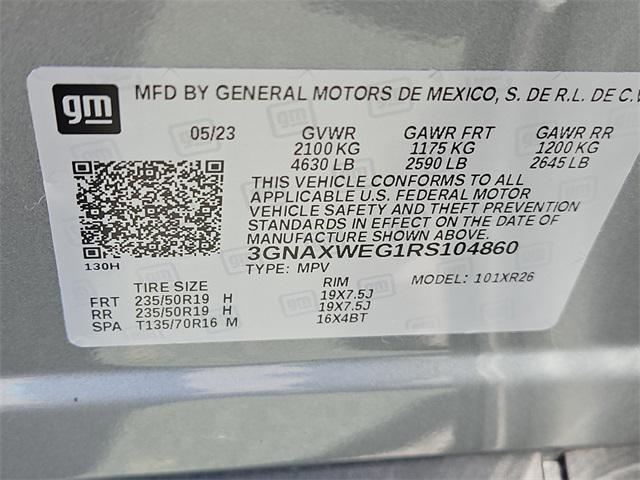 gm MFD BY GENERAL MOTORS DE MEXICO, S. DE R.L. DE C.V
05/23 GVWR GAWR FRT GAWR RR
2100 KG 1175 KG 1200 KG
4630 LB 2590 LB 2645 LB
THIS VEHICLE CONFORMS TO ALL
APPLICABLE U.S. FEDERAL MOTOR
VEHICLE SAFETY AND THEFT PREVENTION
STANDARDS IN EFFECT ON THE DATE OF
MANUFACTURE SHOWN ABOVE.
3GNAXWEG1RS104860
130H TYPE: MPV MODEL: 101XR26
TIRE SIZE RIM
FRT 235/50R19 H 19X7.5J
RR 235/50R19 H 19X7.5J
SPA T135/70R16 M 16X4BT